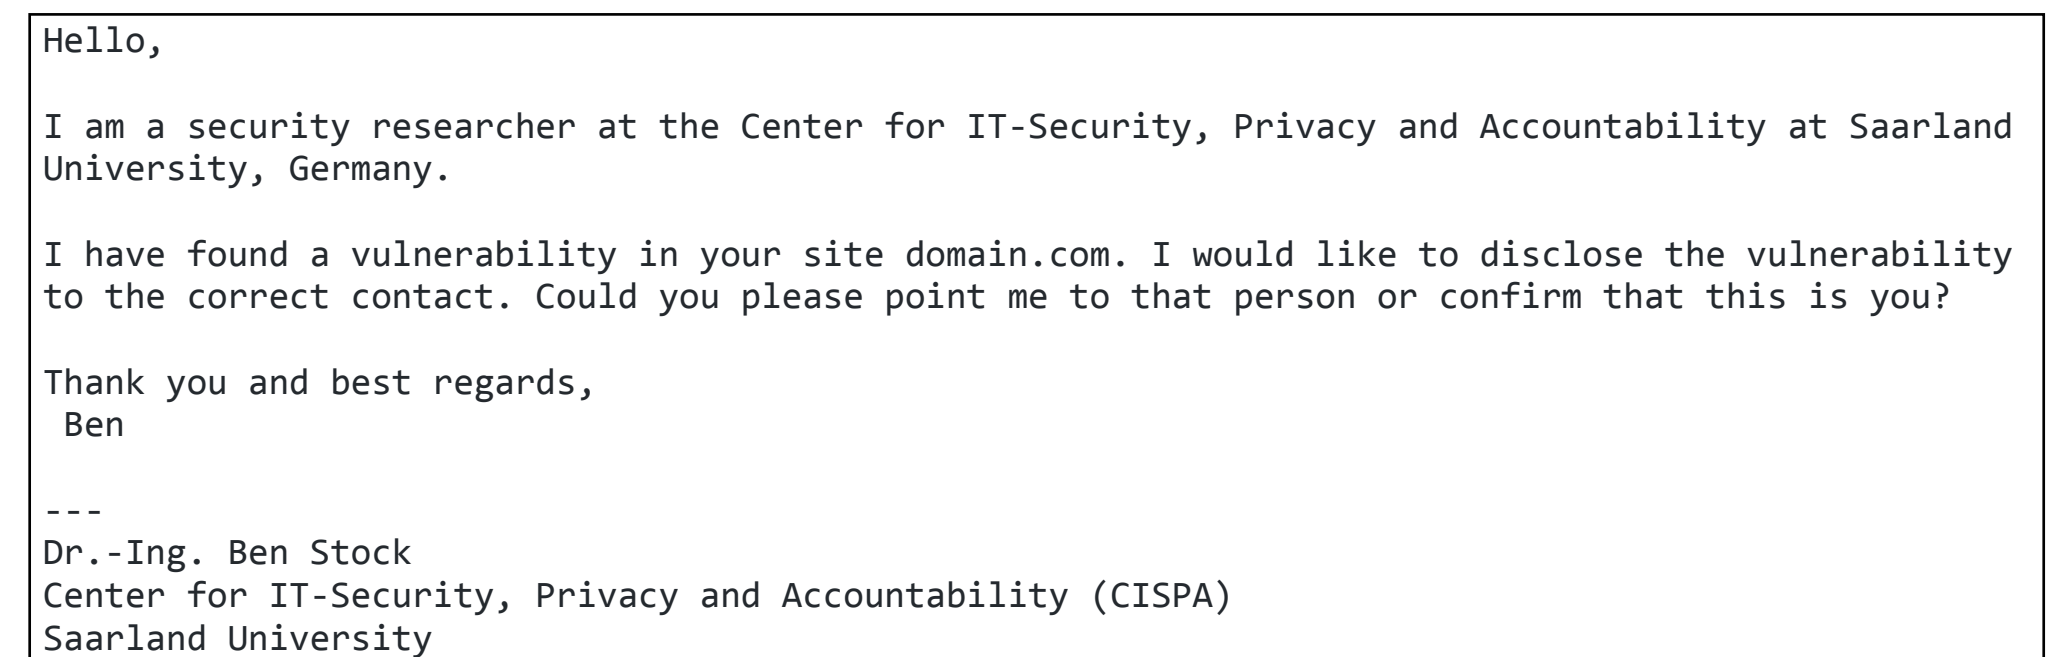 Hello,
I am a security researcher at the Center for IT-Security, Privacy and Accountability at Saarland
University, Germany.
I have found a vulnerability in your site domain.com. I would like to disclose the vulnerability
to the correct contact. Could you please point me to that person or confirm that this is you?
Thank you and best regards,
Ben
---
Dr.-Ing. Ben Stock
Center for IT-Security, Privacy and Accountability (CISPA)
Saarland University